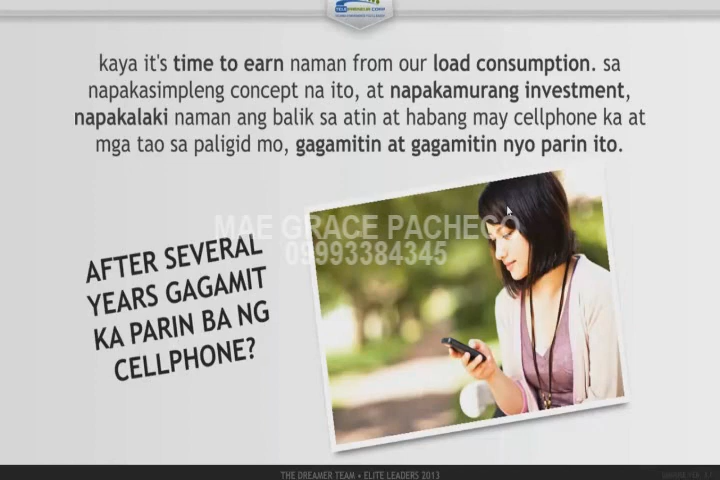 kaya it's time to earn naman from our load consumption. sa
napakasimpleng concept na ito, at napakamurang investment,
napakalaki naman ang balik sa atin at habang may cellphone ka at
mga tao sa paligid mo, gagamitin at gagamitin nyo parin ito.
MAE GRACE PACHECO
09993384345
AFTER SEVERAL
YEARS GAGAMIT
KA PARIN BA NG
CELLPHONE?
THE DREAMER TEAM • ELITE LEADERS 2013